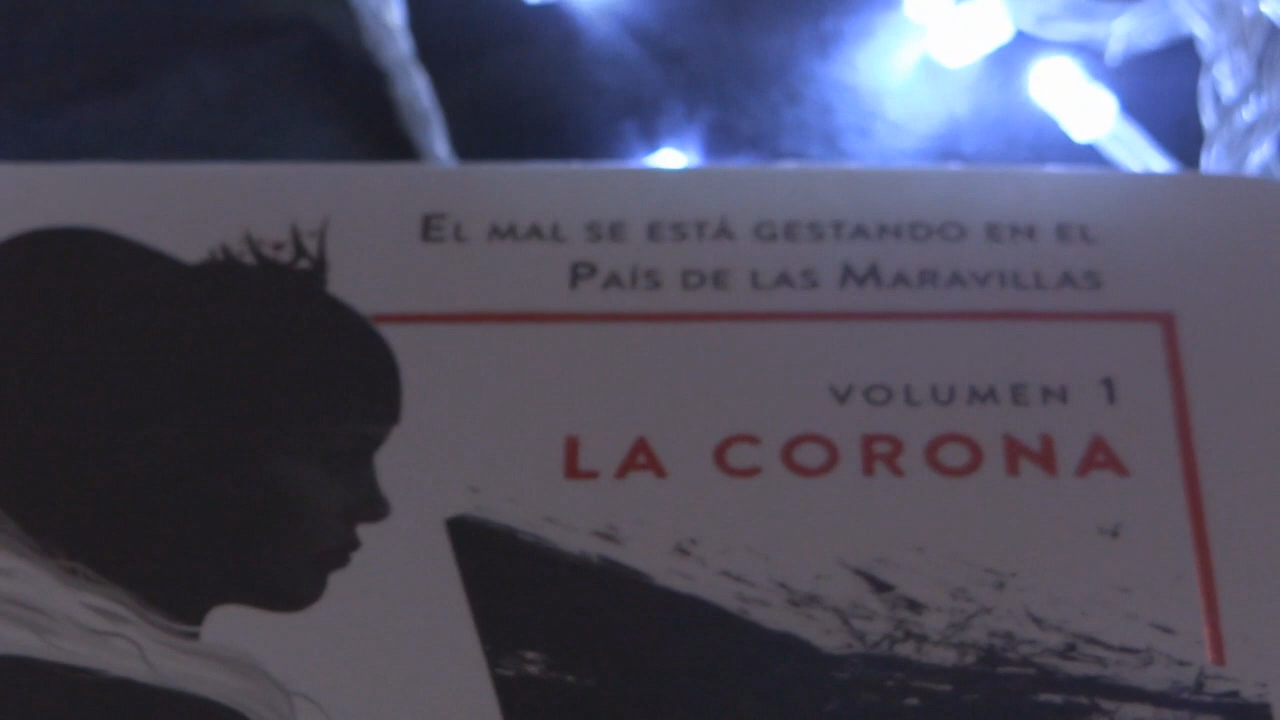 El mal se está gestando en el
País de las Maravillas
VOLUMEN 1
LA CORONA